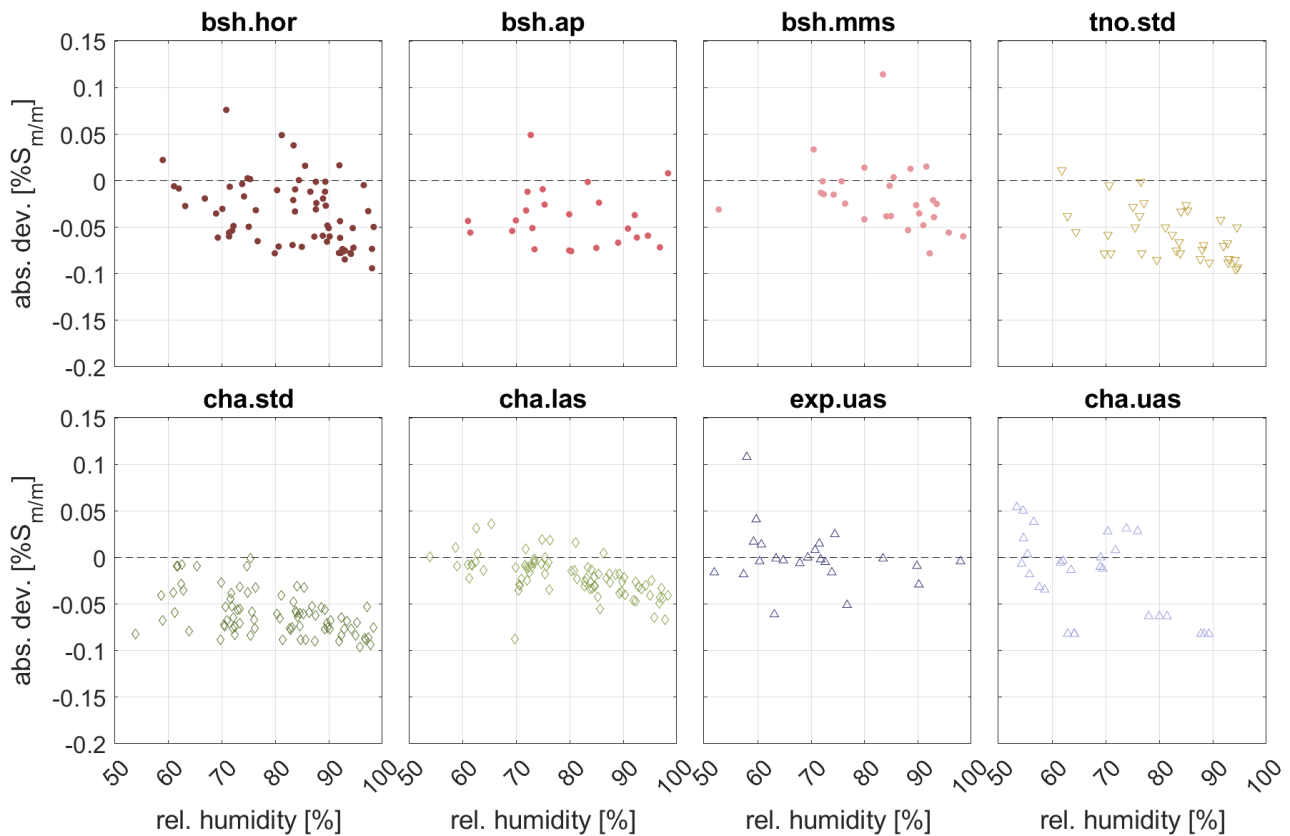 bsh.hor bsh.ap bsh.mms tno.std
0.15
0.1
0.05
0
-0.05
-0.1
-0.15
-0.2
abs. dev. [%S m/m]
cha.std cha.las exp.uas cha.uas
0.15
0.1
0.05
0
-0.05
-0.1
-0.15
-0.2
abs. dev. [%S m/m]
50 60 70 80 90 100 50 60 70 80 90 100 50 60 70 80 90 100 50 60 70 80 90 100
rel. humidity [%] rel. humidity [%] rel. humidity [%] rel. humidity [%]